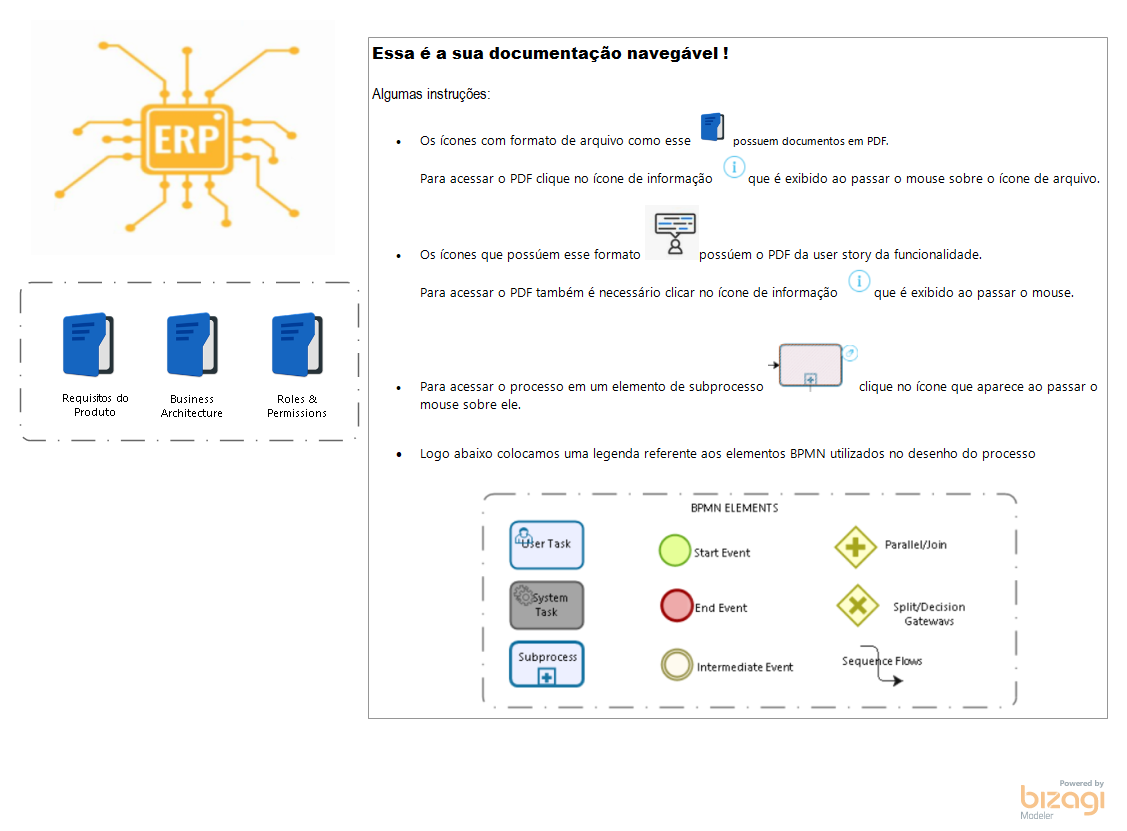 ERP
Requisitos do
Produto
Business
Architecture
Roles &
Permissions
Essa é a sua documentação navegável !
Algumas instruções:
Os ícones com formato de arquivo como esse possuem documentos em PDF.
Para acessar o PDF clique no ícone de informação que é exibido ao passar o mouse sobre o ícone de arquivo.
Os ícones que possúem esse formato possúem o PDF da user story da funcionalidade.
Para acessar o PDF também é necessário clicar no ícone de informação que é exibido ao passar o mouse.
Para acessar o processo em um elemento de subprocesso clique no ícone que aparece ao passar o
mouse sobre ele.
Logo abaixo colocamos uma legenda referente aos elementos BPMN utilizados no desenho do processo
BPMN ELEMENTS
User Task
Start Event
Parallel/Join
System
Task
End Event
Split/Decision
Gateways
Subprocess
Intermediate Event
Sequence Flows
Powered by
bizagi
Modeler